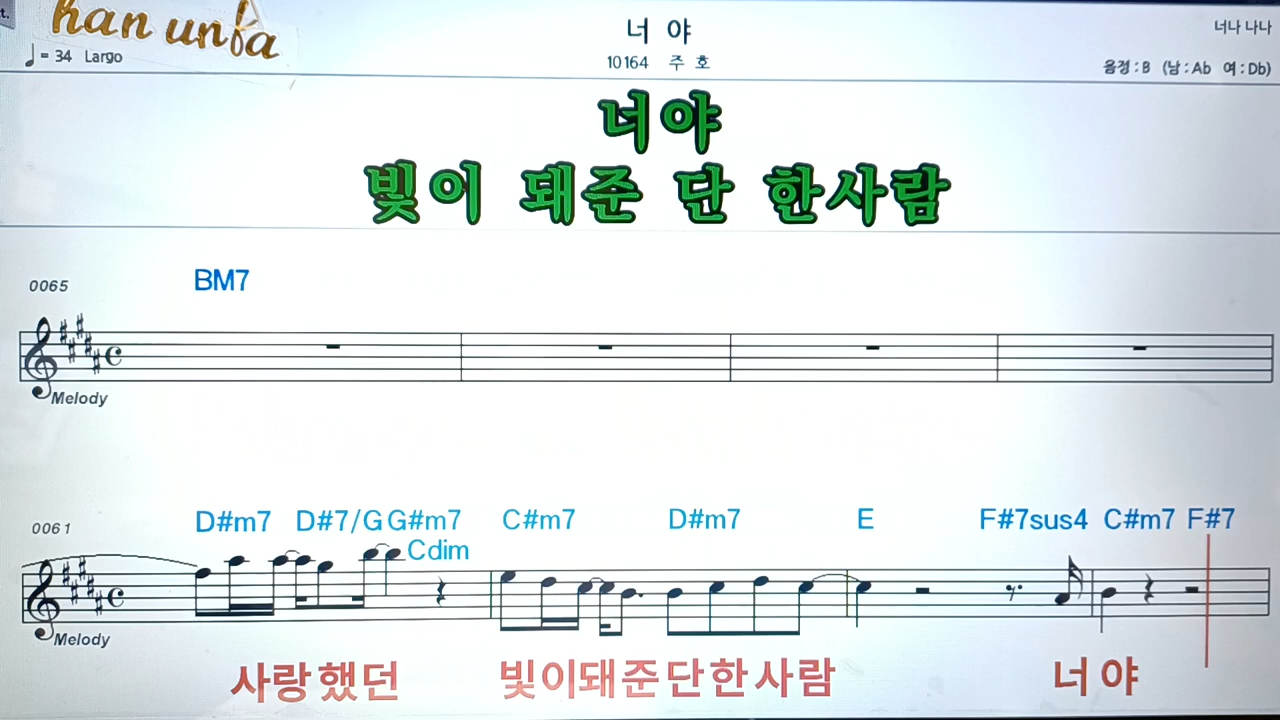 t.
han unfa
♩= 34 Largo
너 야
10164 주 호
너나 나나
음정 : B (남 : Ab 여 : Db)
너야
빛이 돼준 단 한사람
0065
BM7
Melody
0061
D#m7 D#7/G G#m7 Cdim C#m7 D#m7 E F#7sus4 C#m7 F#7
Melody
사랑했던 빛이돼준단한사람 너야